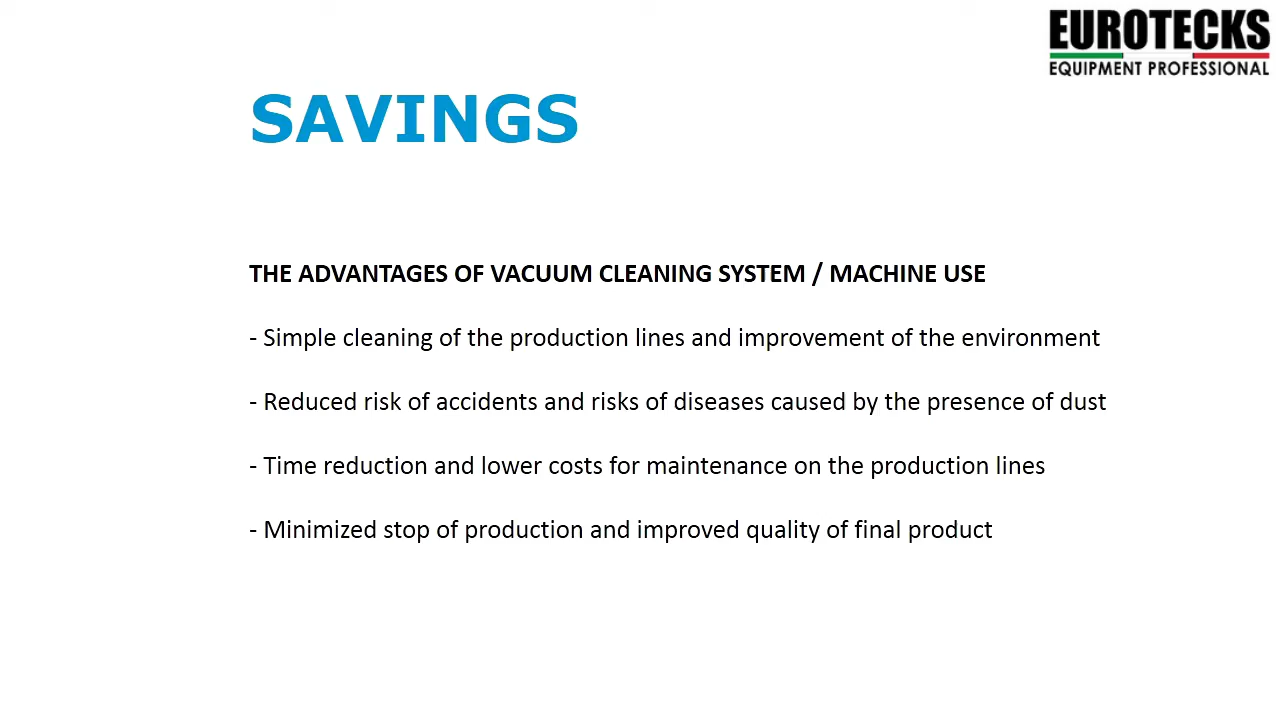 EUROTECKS
EQUIPMENT PROFESSIONAL
SAVINGS
THE ADVANTAGES OF VACUUM CLEANING SYSTEM / MACHINE USE
- Simple cleaning of the production lines and improvement of the environment
- Reduced risk of accidents and risks of diseases caused by the presence of dust
- Time reduction and lower costs for maintenance on the production lines
- Minimized stop of production and improved quality of final product